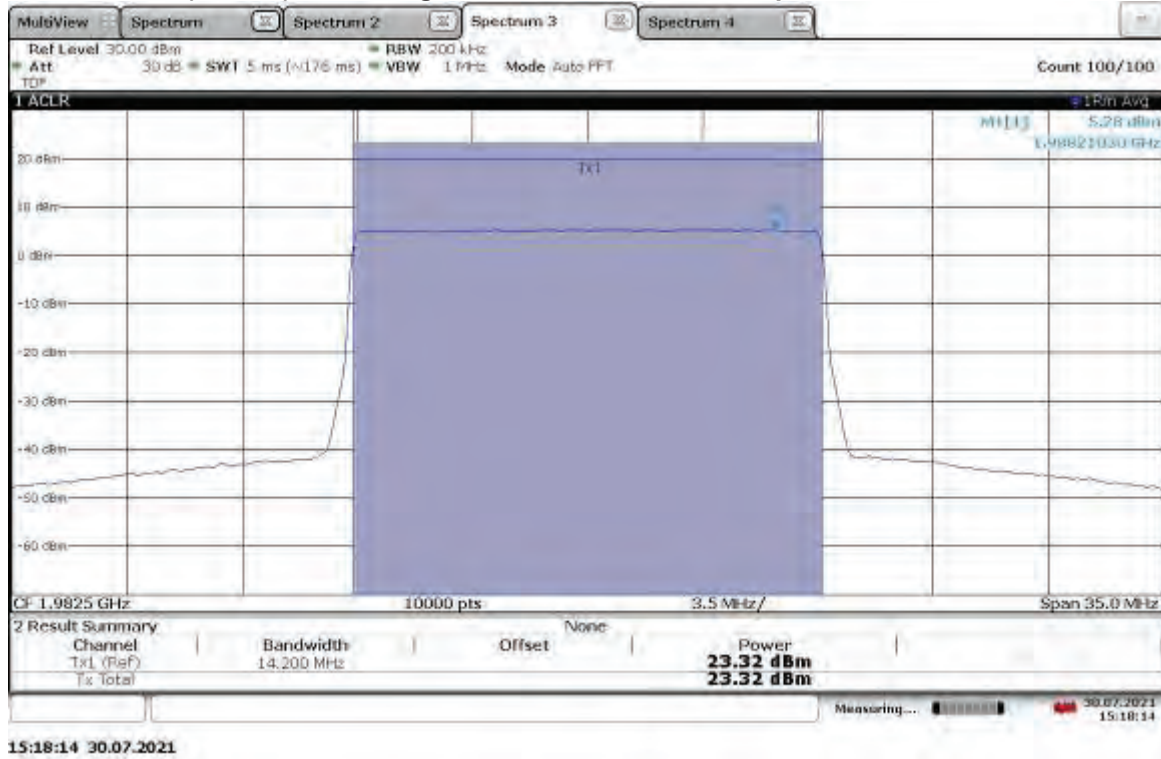 MultiView Spectrum Spectrum 2 Spectrum 3 Spectrum 4
Ref Level 30.00 dBm RBW 200 kHz
Att 30 dB SWT 5 ms (~176 ms) VBW 1 MHz Mode Auto FFT Count 100/100
TDF
1 ACLR 1Rm Avg
M1[1] 5.28 dBm
1.98821030 GHz
20 dBm
Tx1
10 dBm
0 dBm
-10 dBm
-20 dBm
-30 dBm
-40 dBm
-50 dBm
-60 dBm
CF 1.9825 GHz 10000 pts 3.5 MHz/ Span 35.0 MHz
2 Result Summary None
Channel Bandwidth Offset Power
Tx1 (Ref) 14.200 MHz 23.32 dBm
Tx Total 23.32 dBm
Measuring... 30.07.2021
15:18:14
15:18:14 30.07.2021